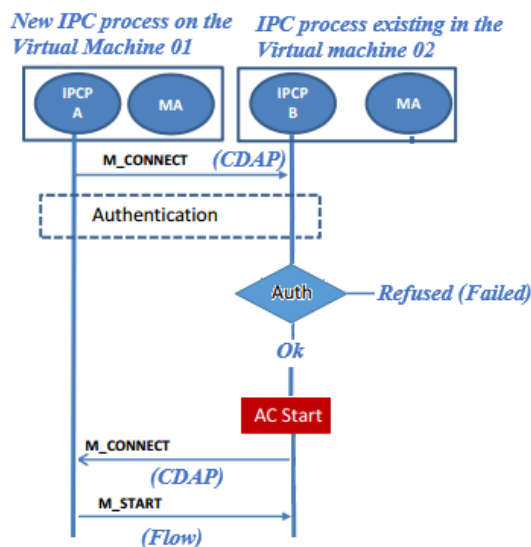 New IPC process on the
Virtual Machine 01
IPC process existing in the
Virtual machine 02
IPCP
A
MA
IPCP
B
MA
M_CONNECT
(CDAP)
Authentication
Auth
Refused (Failed)
Ok
AC Start
M_CONNECT
(CDAP)
M_START
(Flow)